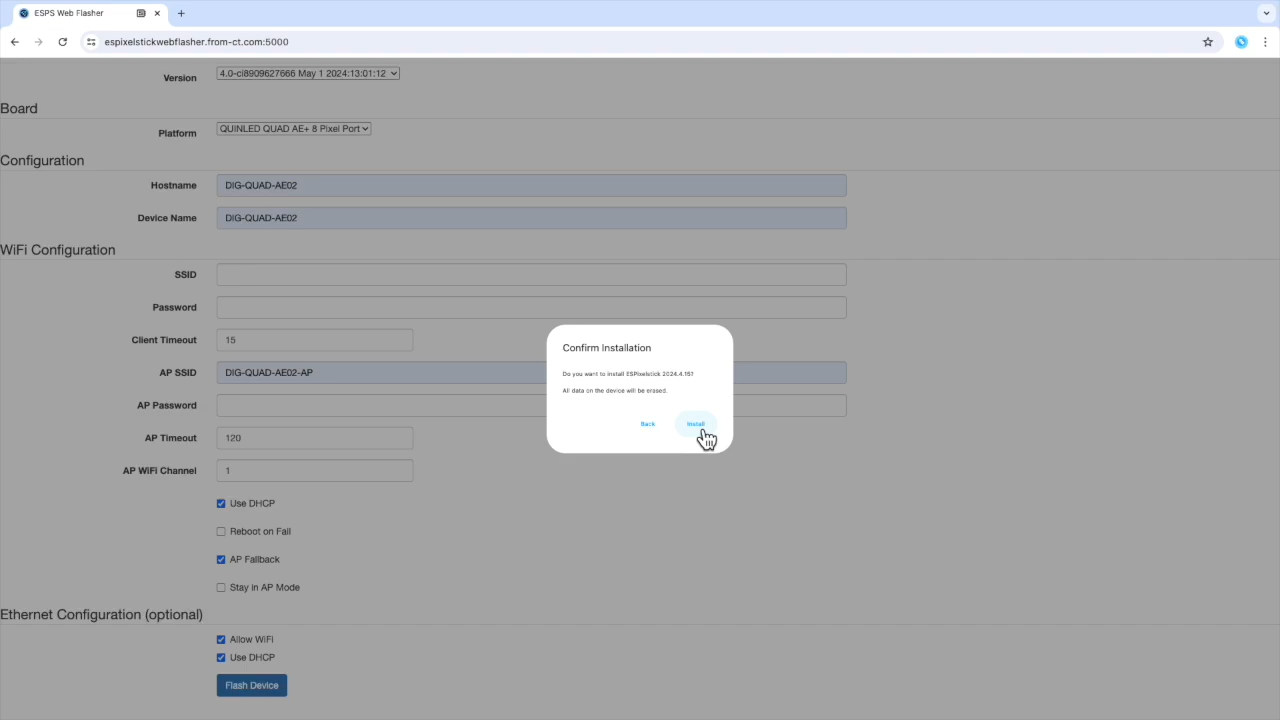 ESPS Web Flasher
espixelstickwebflasher.from-ct.com:5000
Version
4.0-ci8909627666 May 1 2024:13:01:12
Board
Platform
QUINLED QUAD AE+ 8 Pixel Port
Configuration
Hostname
DIG-QUAD-AE02
Device Name
DIG-QUAD-AE02
WiFi Configuration
SSID
Password
Client Timeout
15
AP SSID
DIG-QUAD-AE02-AP
AP Password
AP Timeout
120
AP WiFi Channel
1
Use DHCP
Reboot on Fail
AP Fallback
Stay in AP Mode
Ethernet Configuration (optional)
Allow WiFi
Use DHCP
Flash Device
Confirm Installation
Do you want to install ESPixelstick 2024.4.15?
All data on the device will be erased.
Back
Install